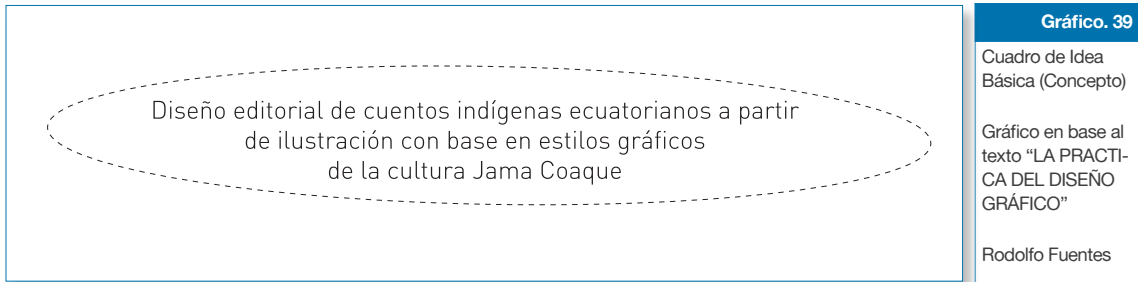 Diseño editorial de cuentos indígenas ecuatorianos a partir
de ilustración con base en estilos gráficos
de la cultura Jama Coaque
Gráfico. 39
Cuadro de Idea
Básica (Concepto)
Gráfico en base al
texto “LA PRACTI-
CA DEL DISEÑO
GRÁFICO”
Rodolfo Fuentes